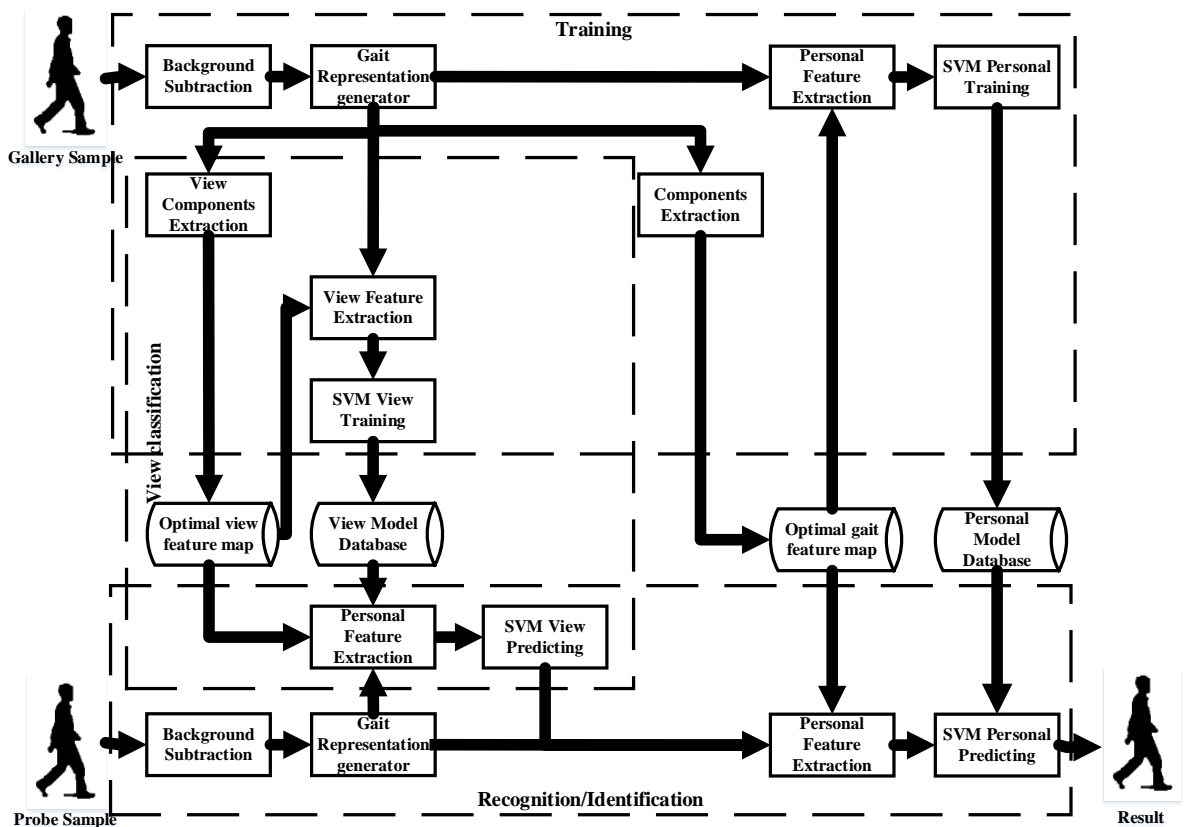 Training
Background
Subtraction
Gait
Representation
generator
Personal
Feature
Extraction
SVM Personal
Training
Gallery Sample
View
Components
Extraction
Components
Extraction
View Feature
Extraction
SVM View
Training
View classification
Optimal view
feature map
View Model
Database
Optimal gait
feature map
Personal
Model
Database
Personal
Feature
Extraction
SVM View
Predicting
Background
Subtraction
Gait
Representation
generator
Personal
Feature
Extraction
SVM Personal
Predicting
Recognition/Identification
Probe Sample
Result